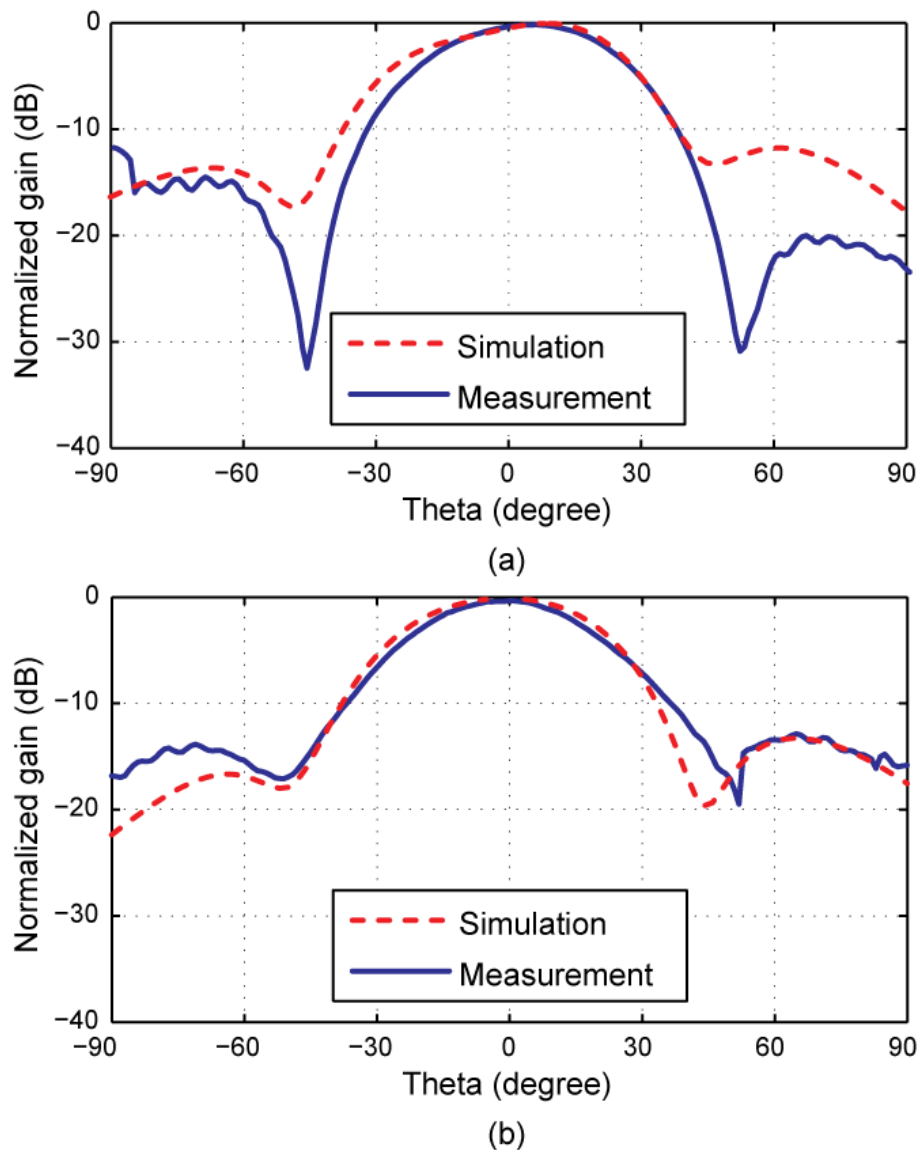 0
−10
−20
−30
−40
Normalized gain (dB)
Simulation
Measurement
−90 −60 −30 0 30 60 90
Theta (degree)
(a)
0
−10
−20
−30
−40
Normalized gain (dB)
Simulation
Measurement
−90 −60 −30 0 30 60 90
Theta (degree)
(b)